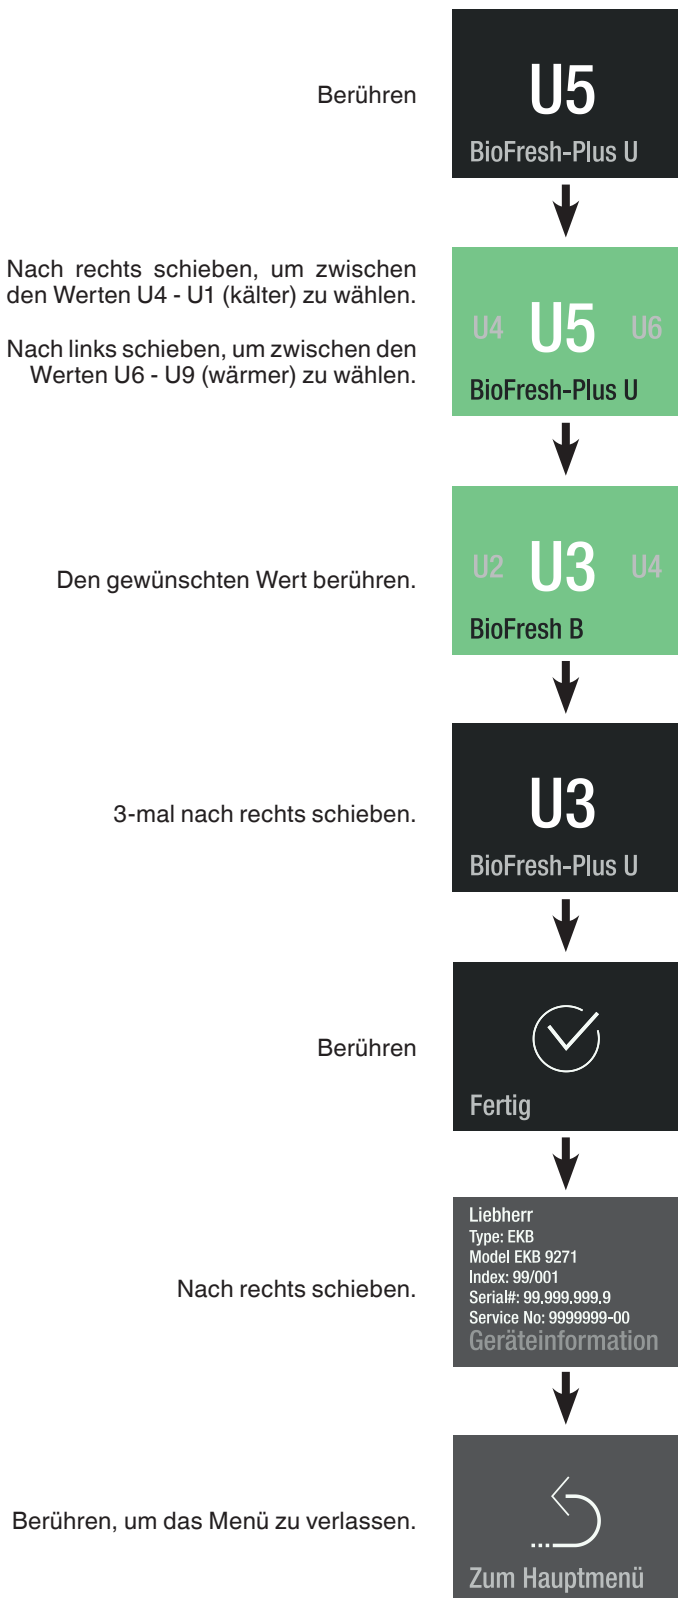 Berühren
U5
BioFresh-Plus U
Nach rechts schieben, um zwischen
den Werten U4 - U1 (kälter) zu wählen.
Nach links schieben, um zwischen den
Werten U6 - U9 (wärmer) zu wählen.
U4 U5 U6
BioFresh-Plus U
Den gewünschten Wert berühren.
U2 U3 U4
BioFresh B
3-mal nach rechts schieben.
U3
BioFresh-Plus U
Berühren
Fertig
Nach rechts schieben.
Liebherr
Type: EKB
Model EKB 9271
Index: 99/001
Serial#: 99.999.999.9
Service No: 9999999-00
Geräteinformation
Berühren, um das Menü zu verlassen.
Zum Hauptmenü